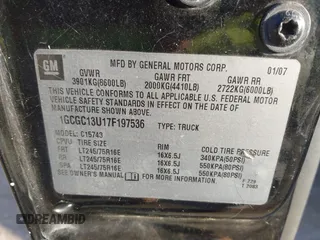 GM
MFD BY GENERAL MOTORS CORP.
01/07
GVWR GAWR FRT GAWR RR
3901KG(8600LB) 2000KG(4410LB) 2722KG(6000LB)
THIS VEHICLE CONFORMS TO ALL APPLICABLE U.S. FEDERAL MOTOR
VEHICLE SAFETY STANDARDS IN EFFECT ON THE DATE OF
MANUFACTURE SHOWN ABOVE.
1GCGC13U17F197536 TYPE: TRUCK
C15743
CPVU TIRE SIZE RIM COLD TIRE PRESSURE
FRT LT245/75R16E 16X6.5J 340KPA(50PSI)
RR LT245/75R16E 16X6.5J 550KPA(80PSI)
SPA LT245/75R16E 16X6.5J 550KPA(80PSI)
SEE OWNER'S MANUAL FOR MORE INFORMATION
DREAMBID